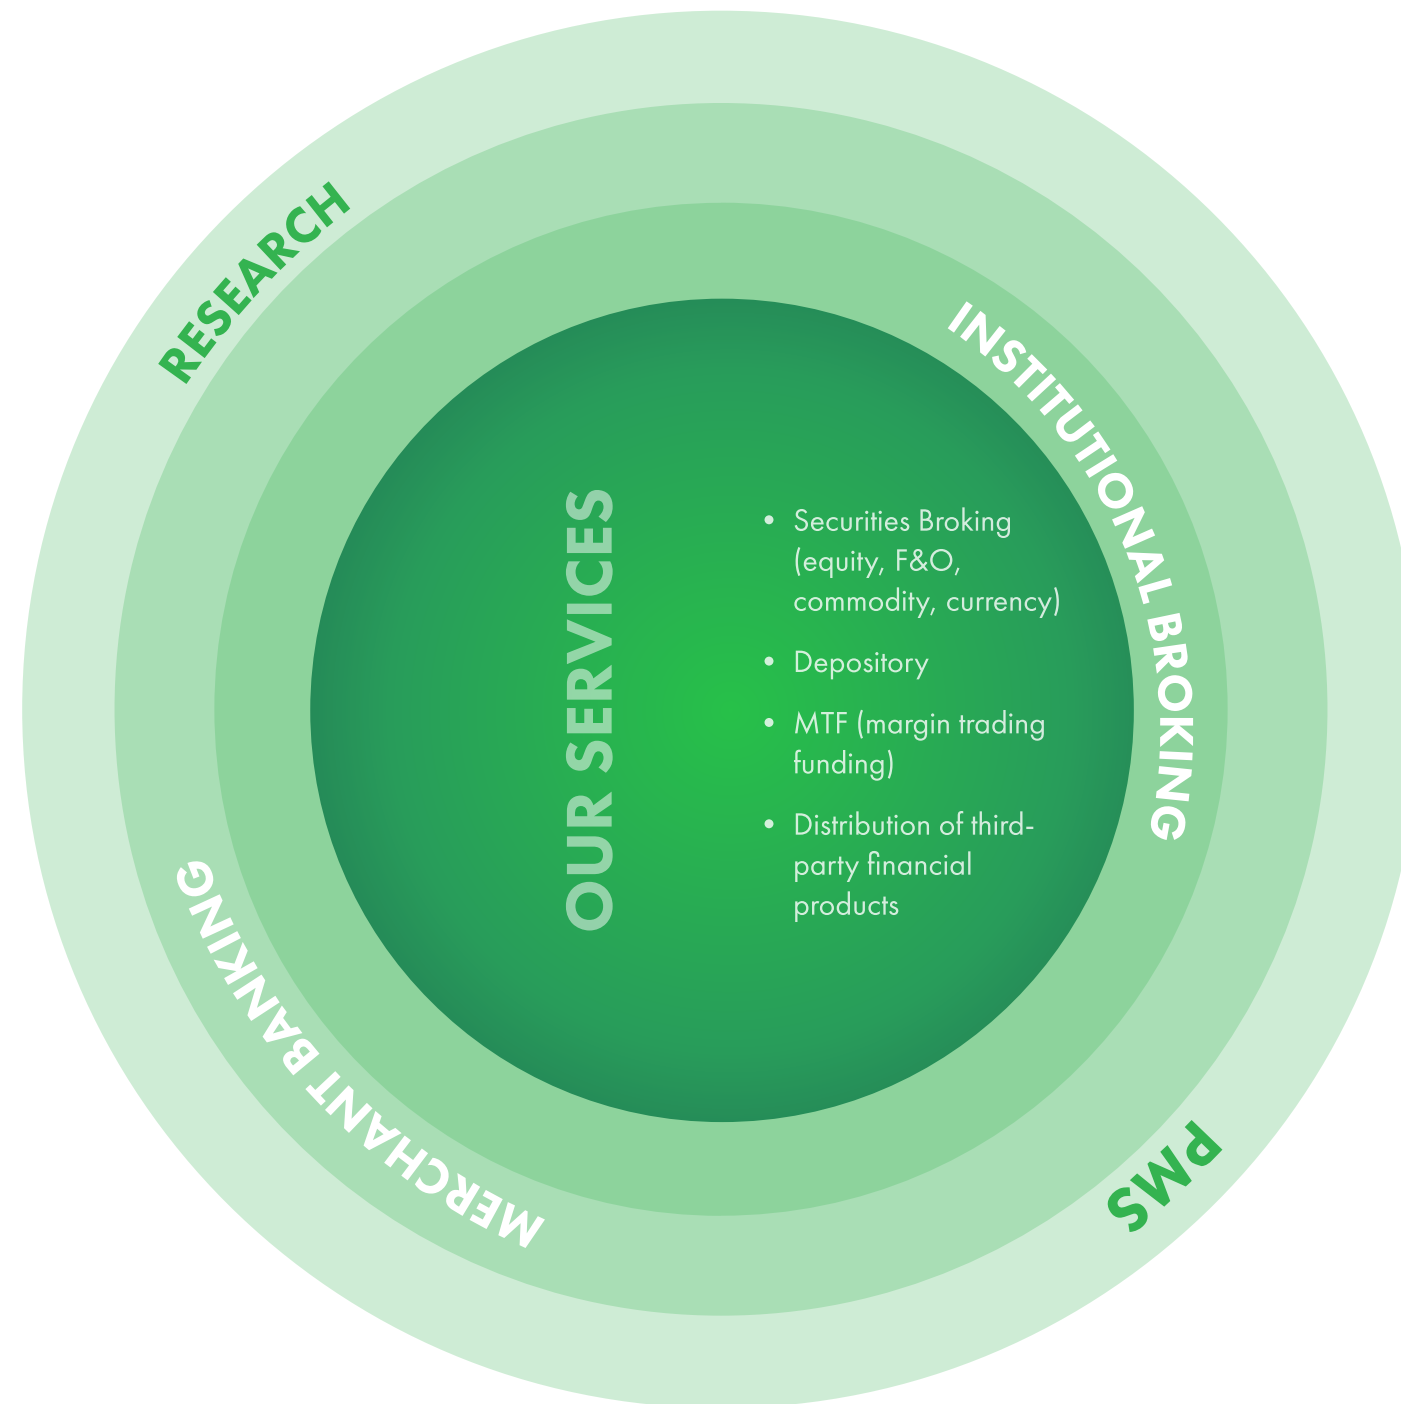 RESEARCH
INSTITUTIONAL BROKING
OUR SERVICES
• Securities Broking
(equity, F&O,
commodity, currency)
• Depository
• MTF (margin trading
funding)
• Distribution of third-
party financial
products
MERCHANT BANKING
PMS